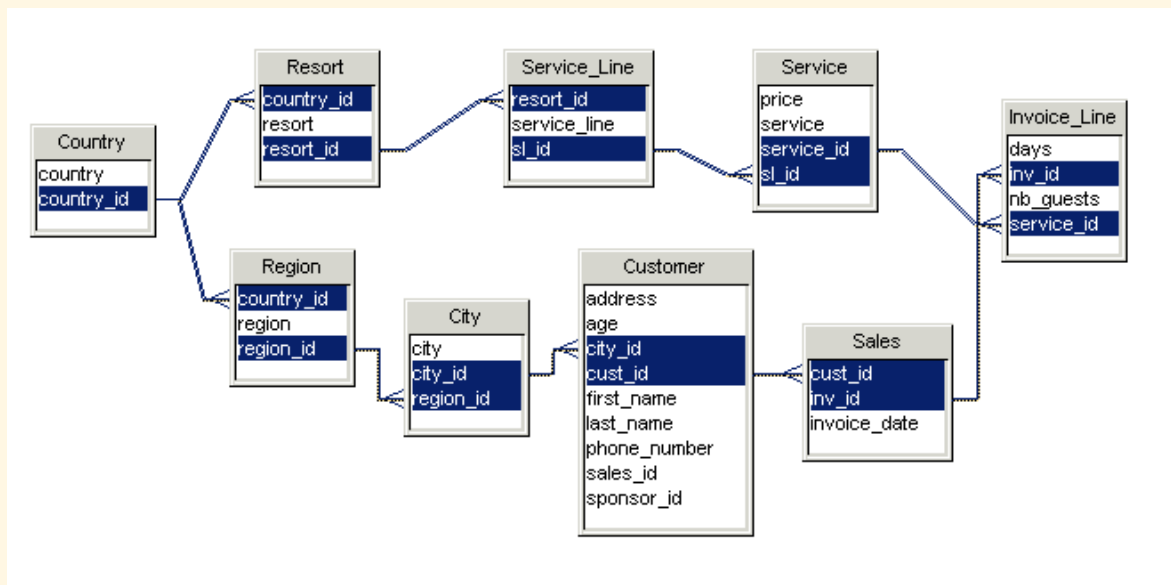 Country
country
country_id
Resort
country_id
resort
resort_id
Service_Line
resort_id
service_line
sl_id
Service
price
service
service_id
sl_id
Invoice_Line
days
inv_id
nb_guests
service_id
Region
country_id
region
region_id
City
city
city_id
region_id
Customer
address
age
city_id
cust_id
first_name
last_name
phone_number
sales_id
sponsor_id
Sales
cust_id
inv_id
invoice_date